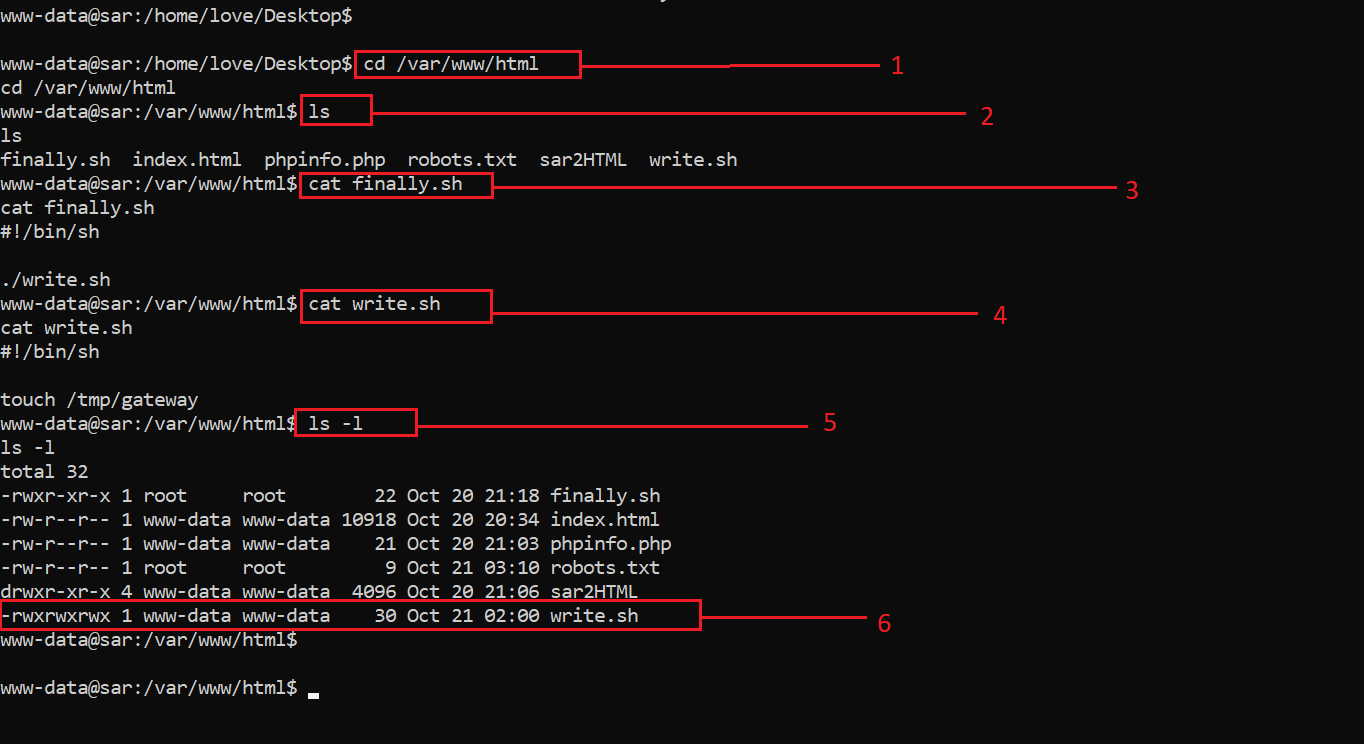 www-data@sar:/home/love/Desktop$
www-data@sar:/home/love/Desktop$ cd /var/www/html 1
cd /var/www/html
www-data@sar:/var/www/html$ ls 2
ls
finally.sh  index.html  phpinfo.php  robots.txt  sar2HTML  write.sh
www-data@sar:/var/www/html$ cat finally.sh 3
cat finally.sh
#!/bin/sh
./write.sh
www-data@sar:/var/www/html$ cat write.sh 4
cat write.sh
#!/bin/sh
touch /tmp/gateway
www-data@sar:/var/www/html$ ls -l 5
ls -l
total 32
-rwxr-xr-x 1 root     root        22 Oct 20 21:18 finally.sh
-rw-r--r-- 1 www-data www-data 10918 Oct 20 20:34 index.html
-rw-r--r-- 1 www-data www-data    21 Oct 20 21:03 phpinfo.php
-rw-r--r-- 1 root     root         9 Oct 21 03:10 robots.txt
drwxr-xr-x 4 www-data www-data  4096 Oct 20 21:06 sar2HTML
-rwxrwxrwx 1 www-data www-data    30 Oct 21 02:00 write.sh 6
www-data@sar:/var/www/html$
www-data@sar:/var/www/html$